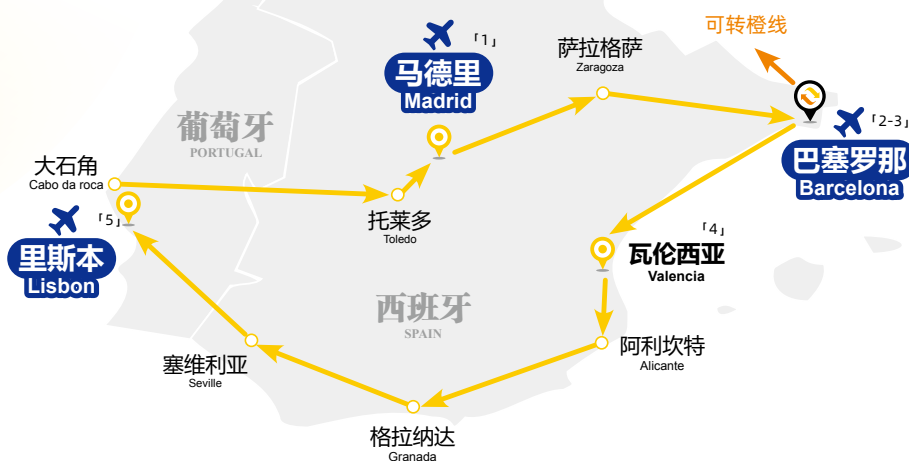 可转橙线
「1」
萨拉格萨
Zaragoza
马德里
Madrid
「2-3」
葡萄牙
PORTUGAL
巴塞罗那
Barcelona
大石角
Cabo da roca
托莱多
Toledo
「5」
里斯本
Lisbon
「4」
瓦伦西亚
Valencia
西班牙
SPAIN
阿利坎特
Alicante
塞维利亚
Seville
格拉纳达
Granada